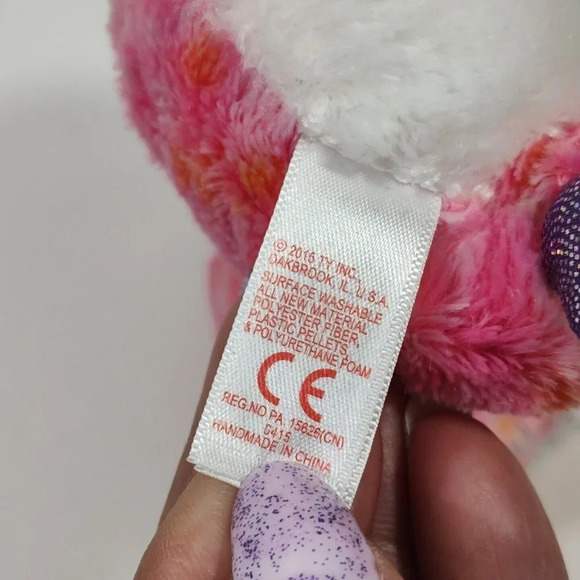 © 2015 TY INC.
OAKBROOK, IL. U.S.A.
SURFACE WASHABLE
ALL NEW MATERIAL
POLYESTER FIBER,
PLASTIC PELLETS,
& POLYURETHANE FOAM
CE
REG.NO PA. 15626(CN)
0415
HANDMADE IN CHINA